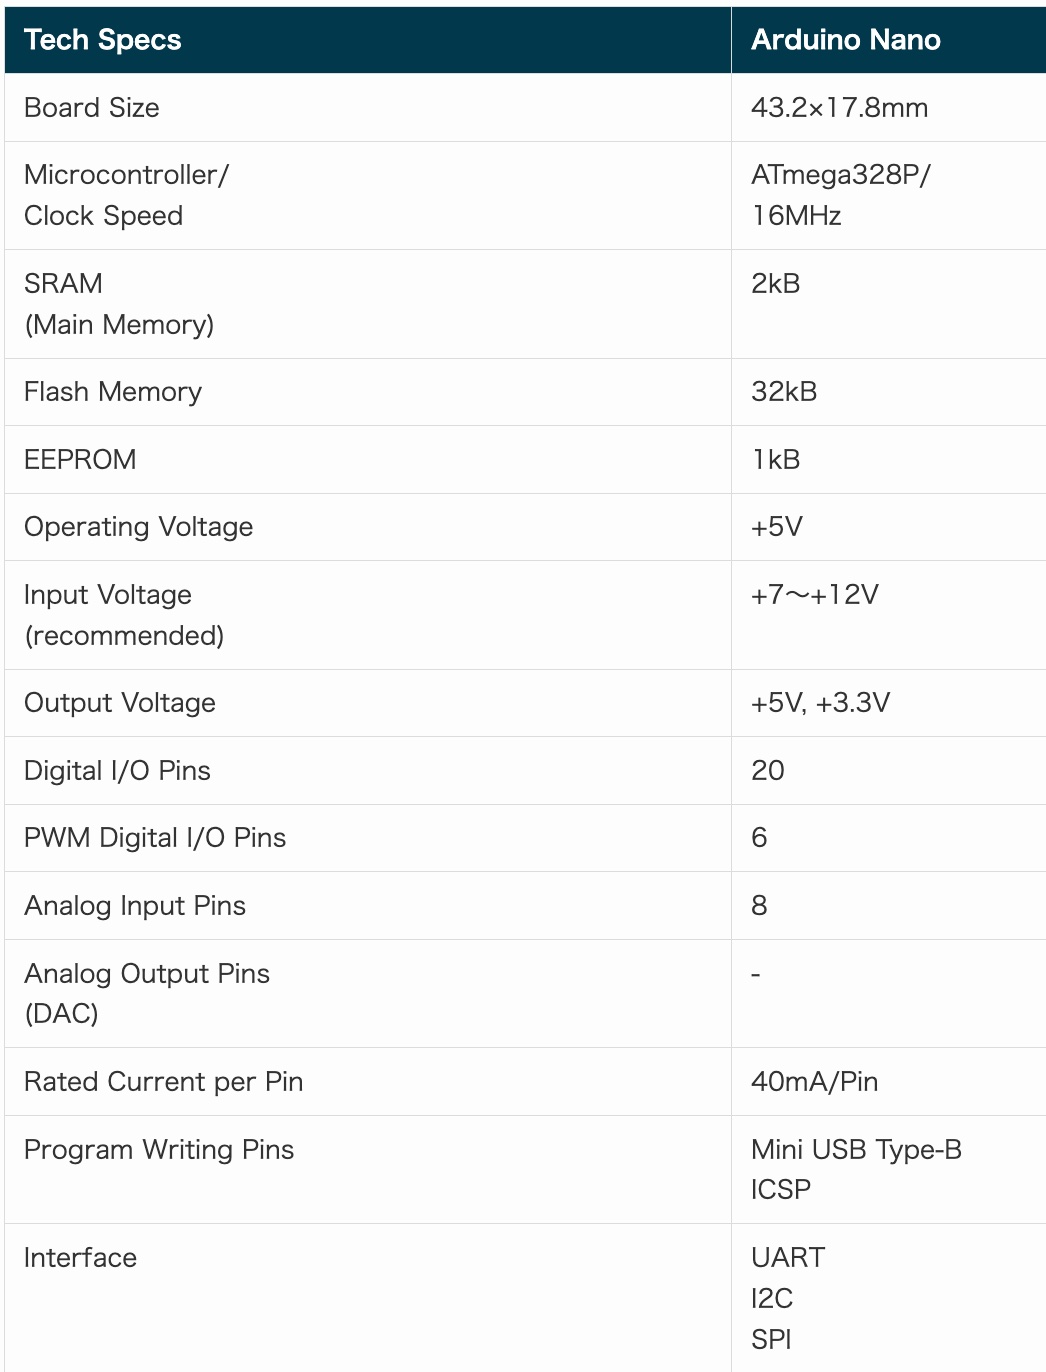 Tech Specs Arduino Nano
Board Size 43.2×17.8mm
Microcontroller/ ATmega328P/
Clock Speed 16MHz
SRAM 2kB
(Main Memory)
Flash Memory 32kB
EEPROM 1kB
Operating Voltage +5V
Input Voltage +7～+12V
(recommended)
Output Voltage +5V, +3.3V
Digital I/O Pins 20
PWM Digital I/O Pins 6
Analog Input Pins 8
Analog Output Pins -
(DAC)
Rated Current per Pin 40mA/Pin
Program Writing Pins Mini USB Type-B
ICSP
Interface UART
I2C
SPI